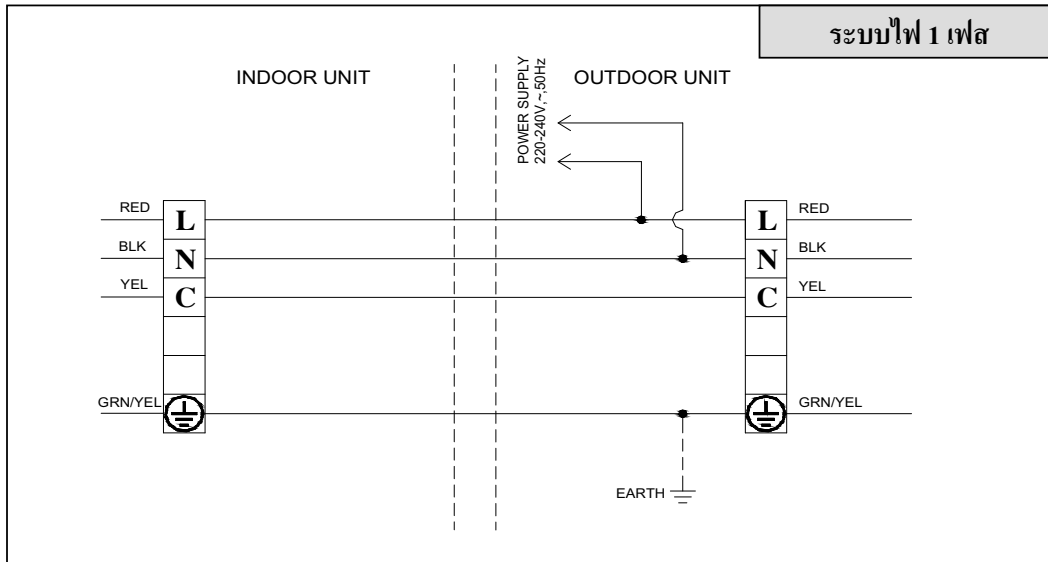 ระบบไฟ 1 เฟส
INDOOR UNIT
OUTDOOR UNIT
POWER SUPPLY
220-240V,~,50Hz
RED
L
L
RED
BLK
N
N
BLK
YEL
C
C
YEL
GRN/YEL
GRN/YEL
EARTH